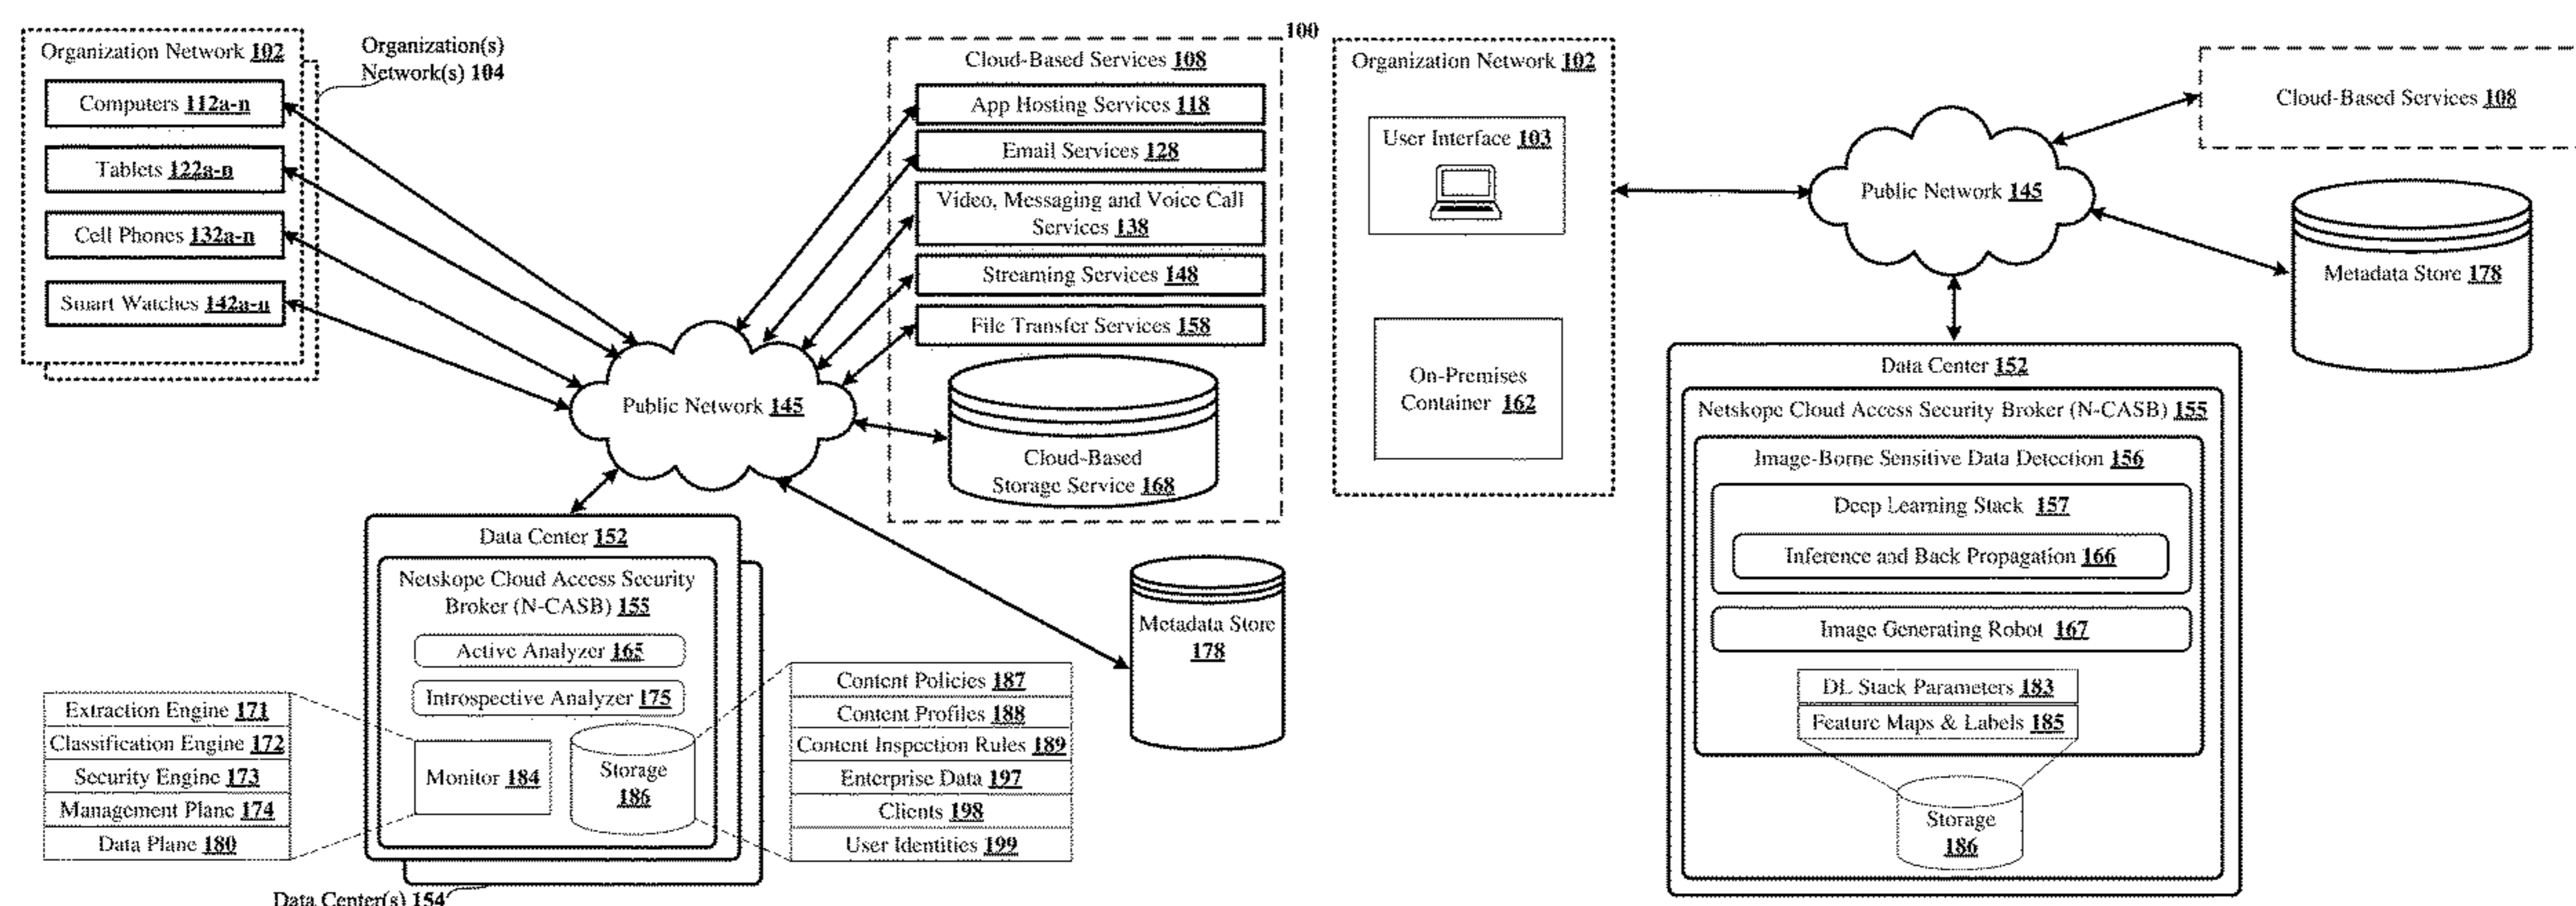 Organization Network 102
Computers 112a-n
Tablets 122a-n
Cell Phones 132a-n
Smart Watches 142a-n
Organization(s)
Network(s) 104
100
Cloud-Based Services 108
App Hosting Services 118
Email Services 128
Video, Messaging and Voice Call
Services 138
Streaming Services 148
File Transfer Services 158
Cloud-Based
Storage Service 168
Public Network 145
Data Center 152
Netskope Cloud Access Security
Broker (N-CASB) 155
Active Analyzer 165
Introspective Analyzer 175
Monitor 184
Storage
186
Extraction Engine 171
Classification Engine 172
Security Engine 173
Management Plane 174
Data Plane 180
Content Policies 187
Content Profiles 188
Content Inspection Rules 189
Enterprise Data 197
Clients 198
User Identities 199
Metadata Store
178
Data Center(s) 154
Organization Network 102
User Interface 103
On-Premises
Container 162
Public Network 145
Cloud-Based Services 108
Metadata Store 178
Data Center 152
Netskope Cloud Access Security Broker (N-CASB) 155
Image-Borne Sensitive Data Detection 156
Deep Learning Stack 157
Inference and Back Propagation 166
Image Generating Robot 167
DL Stack Parameters 183
Feature Maps & Labels 185
Storage
186